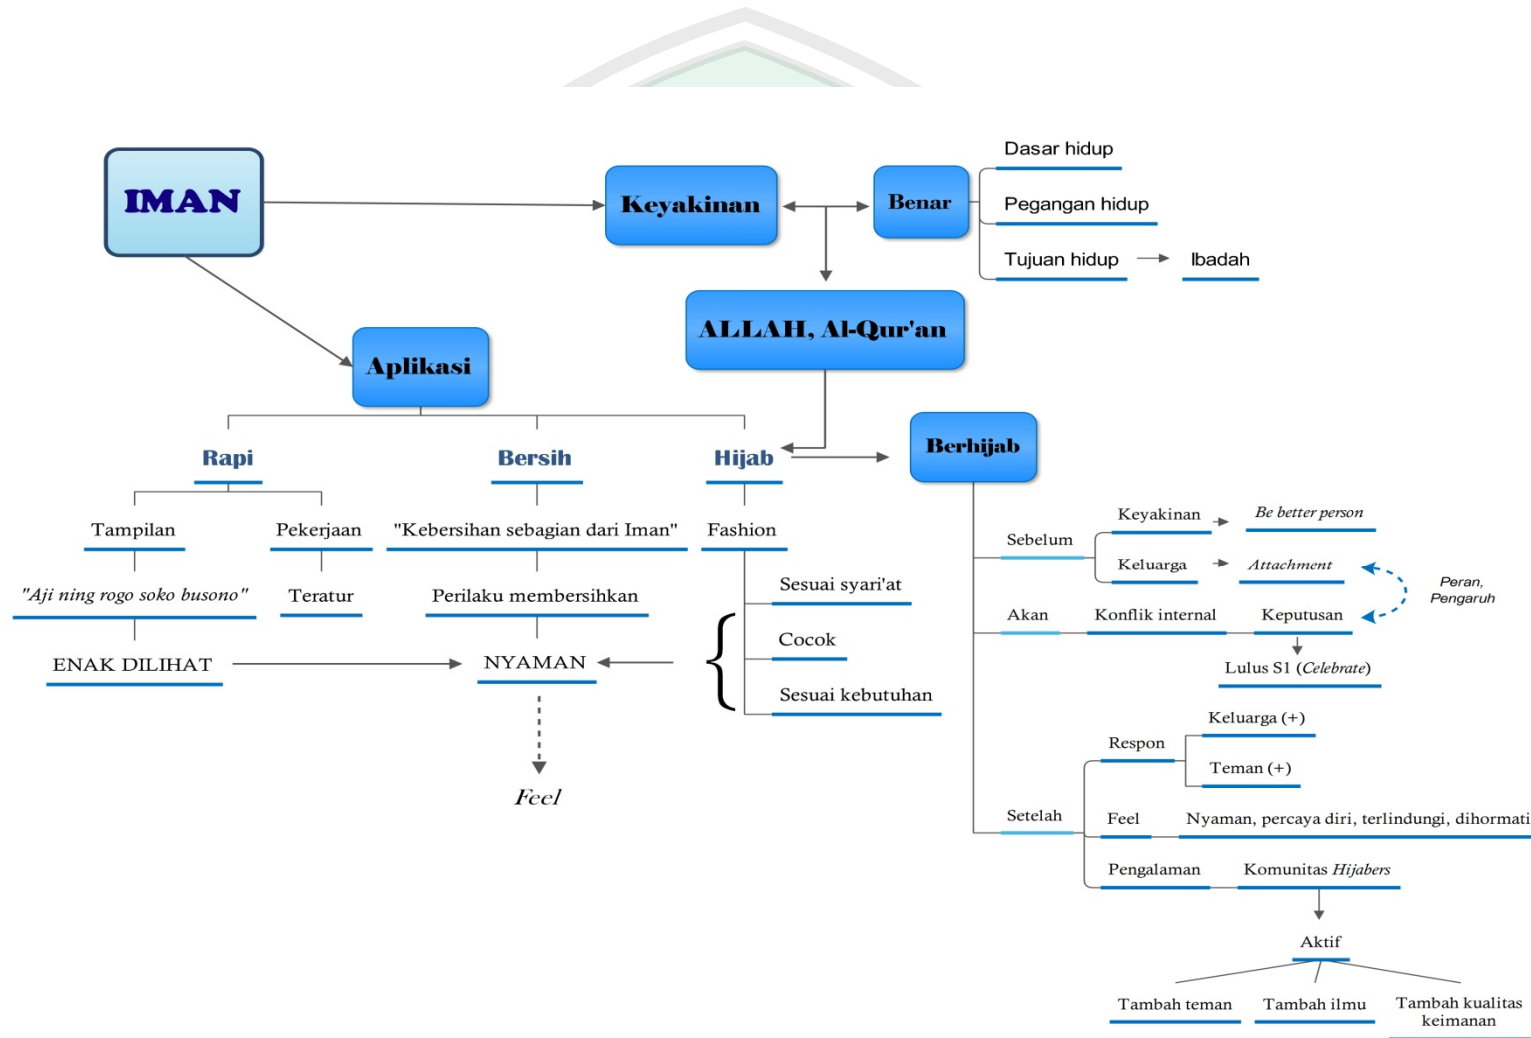 IMAN
Keyakinan
Benar
Dasar hidup
Pegangan hidup
Tujuan hidup
Ibadah
ALLAH, Al-Qur'an
Aplikasi
Rapi
Bersih
Hijab
Tampilan
Pekerjaan
"Kebersihan sebagian dari Iman"
Fashion
"Aji ning rogo soko busono"
Teratur
Perilaku membersihkan
Sesuai syari'at
Cocok
Sesuai kebutuhan
ENAK DILIHAT
NYAMAN
Feel
Berhijab
Sebelum
Keyakinan
Be better person
Keluarga
Attachment
Peran,
Pengaruh
Akan
Konflik internal
Keputusan
Lulus S1 (Celebrate)
Setelah
Respon
Keluarga (+)
Teman (+)
Feel
Nyaman, percaya diri, terlindungi, dihormati
Pengalaman
Komunitas Hijabers
Aktif
Tambah teman
Tambah ilmu
Tambah kualitas
keimanan